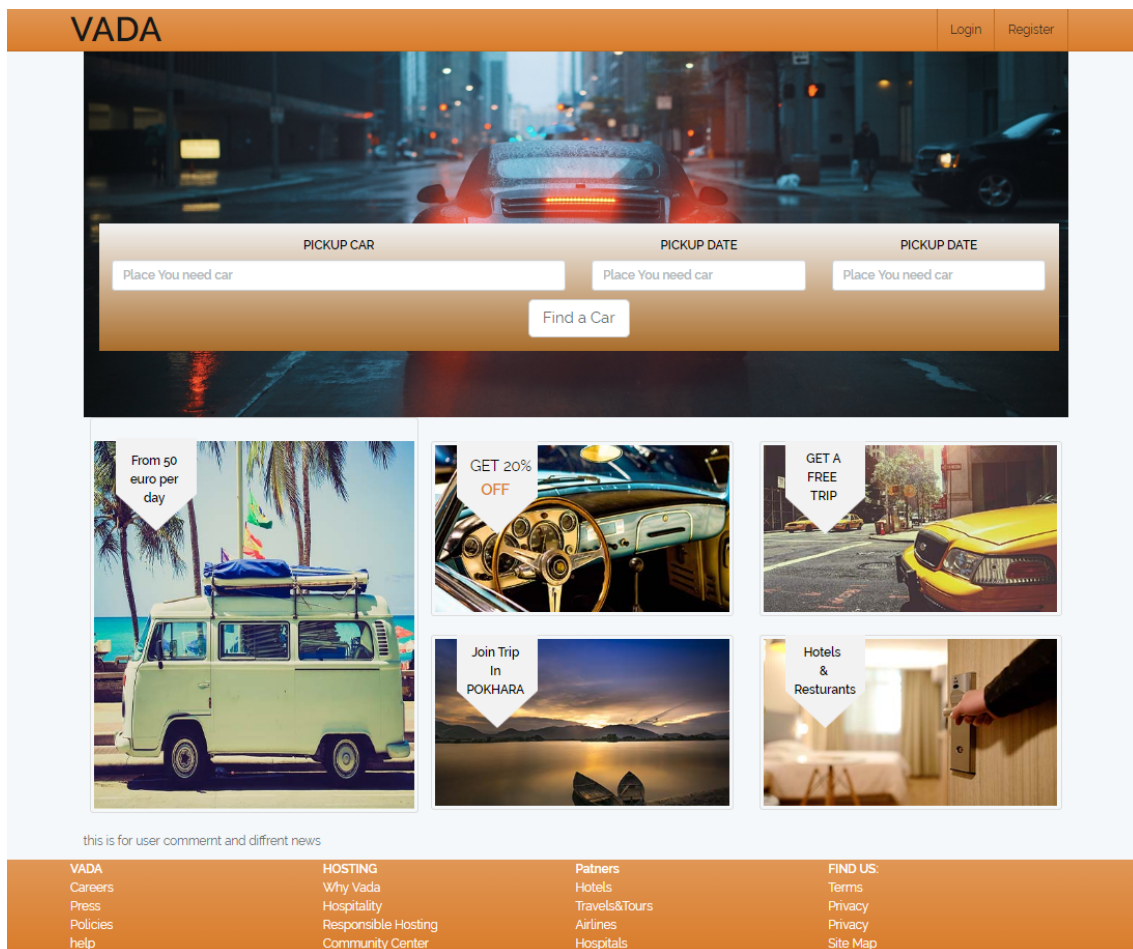 VADA
Login Register
PICKUP CAR PICKUP DATE PICKUP DATE
Place You need car Place You need car Place You need car
Find a Car
From 50
euro per
day
GET 20%
OFF
GET A
FREE
TRIP
Join Trip
In
POKHARA
Hotels
&
Resturants
this is for user commernt and diffrent news
VADA HOSTING Patners FIND US:
Careers Why Vada Hotels Terms
Press Hospitality Travels&Tours Privacy
Policies Responsible Hosting Airlines Privacy
help Community Center Hospitals Site Map